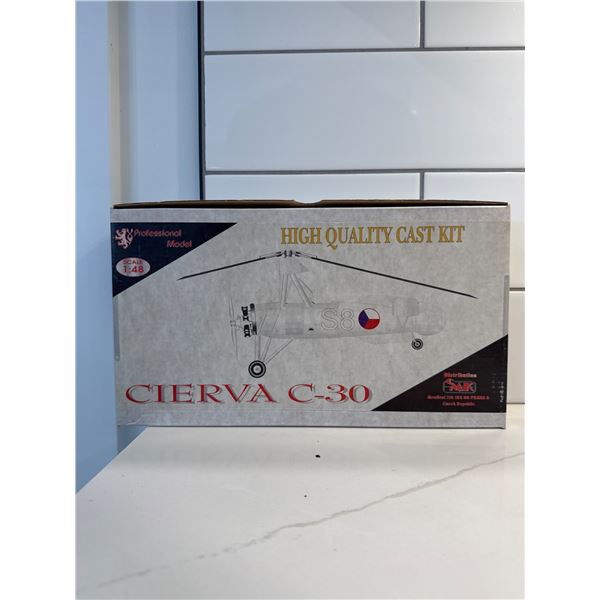 Professional
Model
SCALE
1:48
HIGH QUALITY CAST KIT
S8
CIERVA C-30
Distribution
Czech Republic